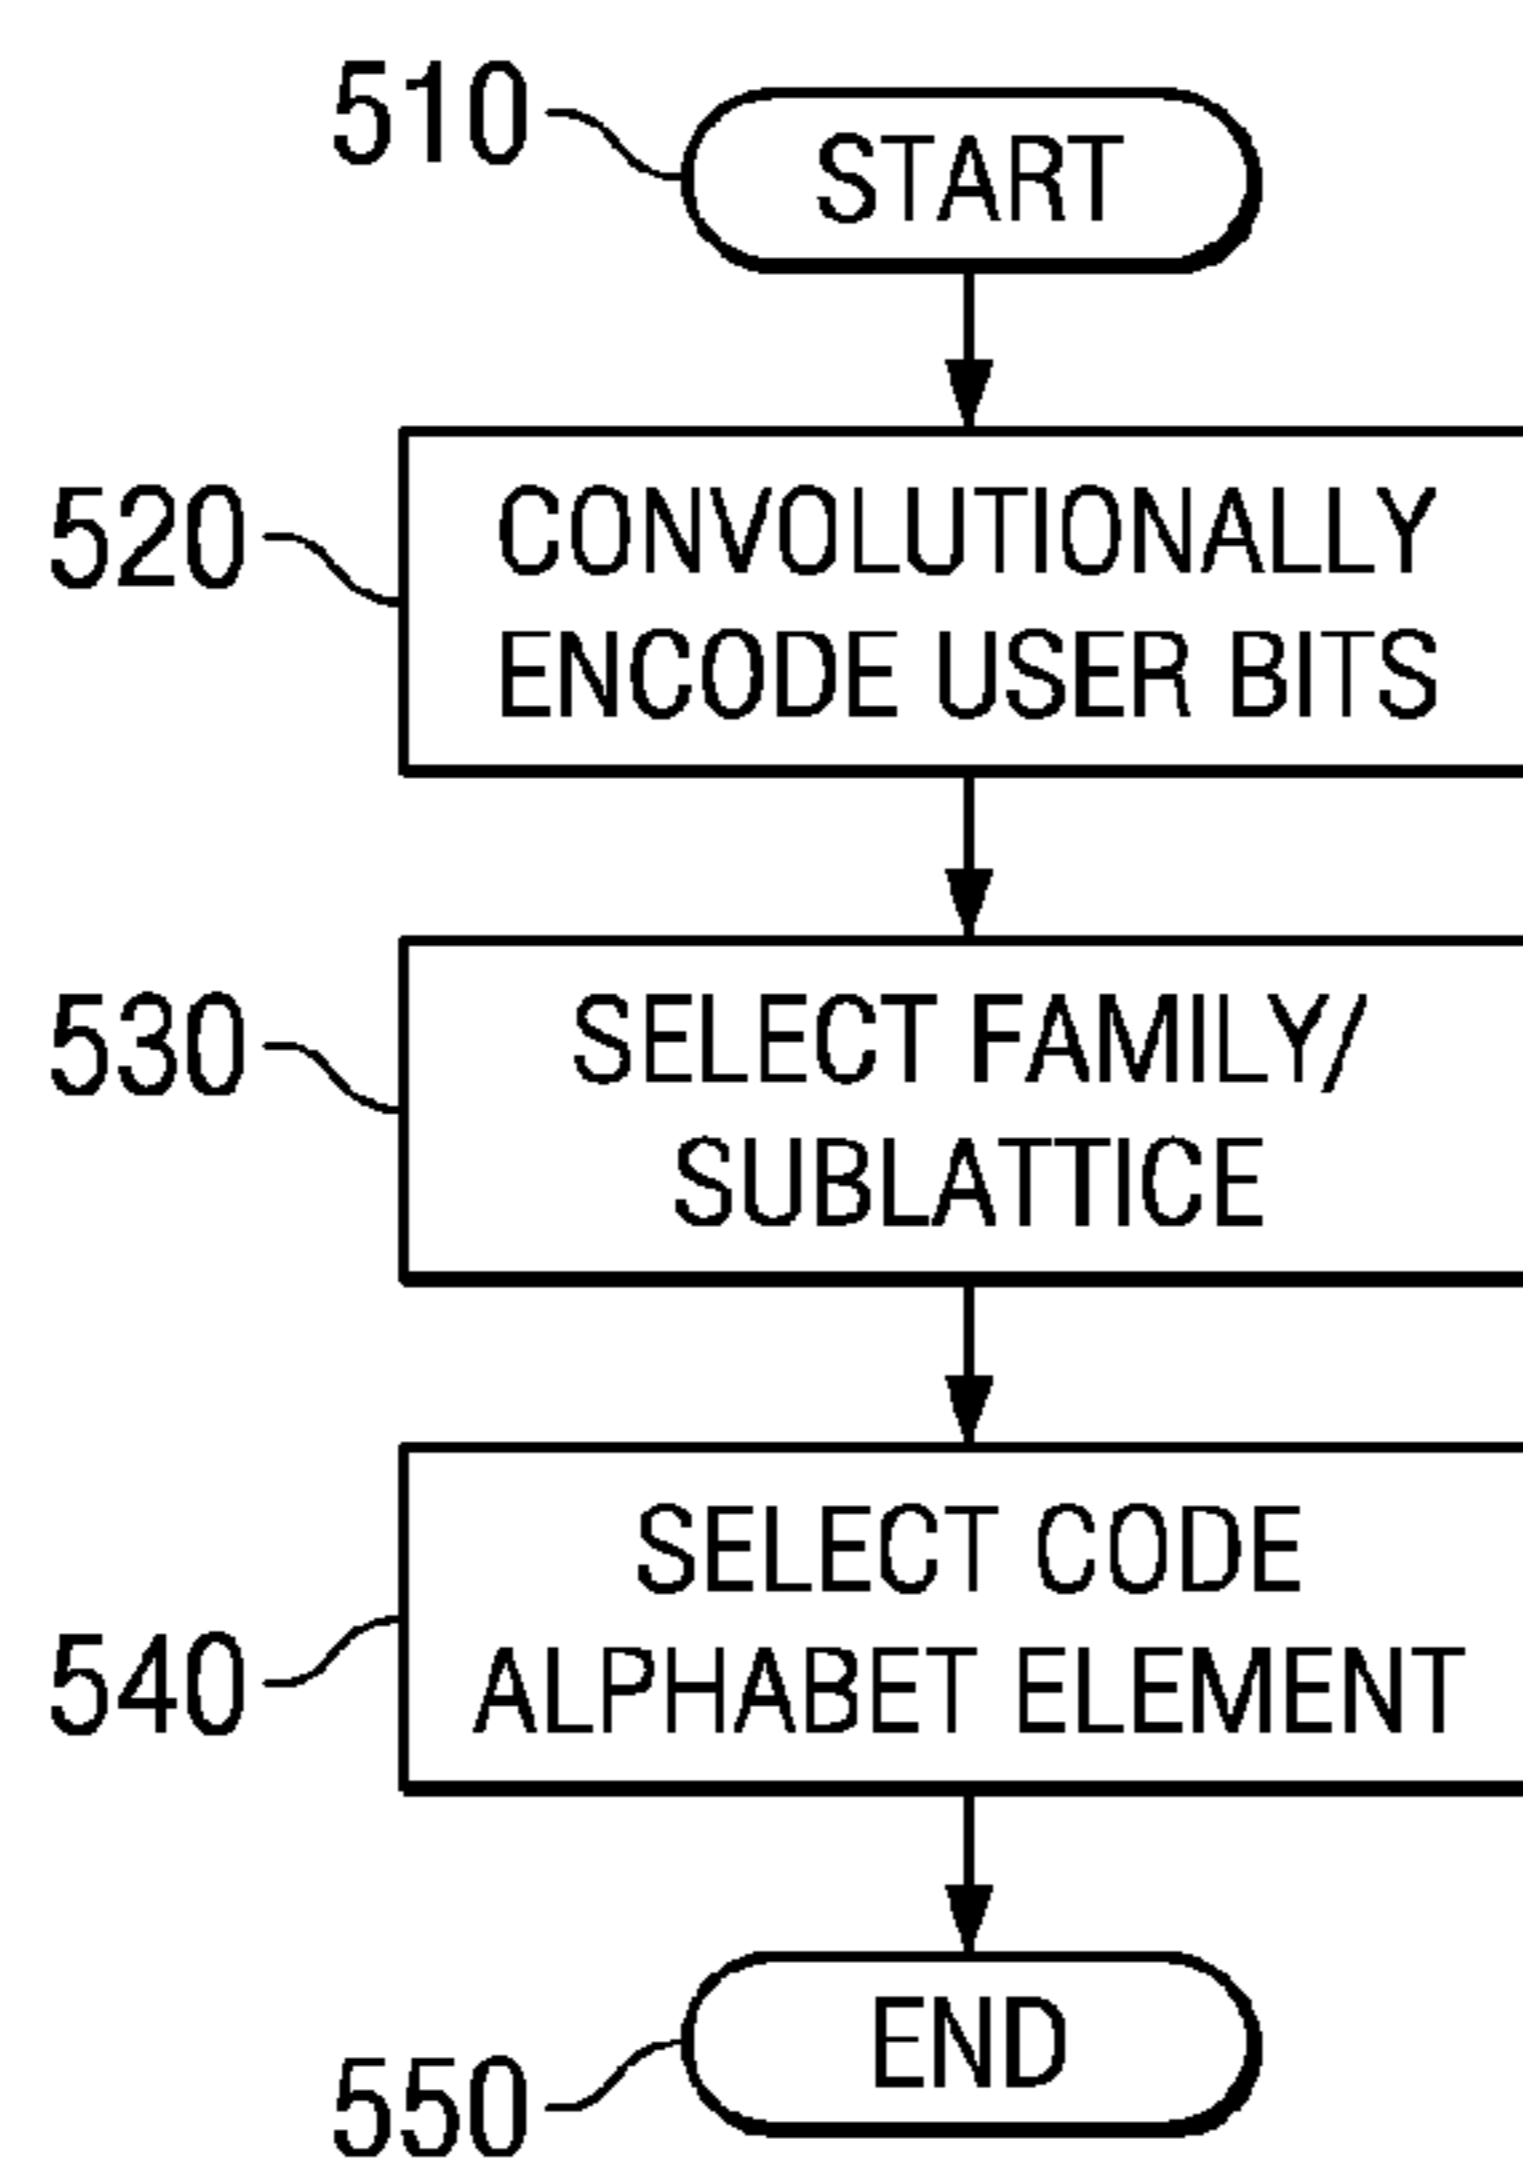 510
START
520
CONVOLUTIONALLY
ENCODE USER BITS
530
SELECT FAMILY/
SUBLATTICE
SELECT CODE
540
ALPHABET ELEMENT
END
550